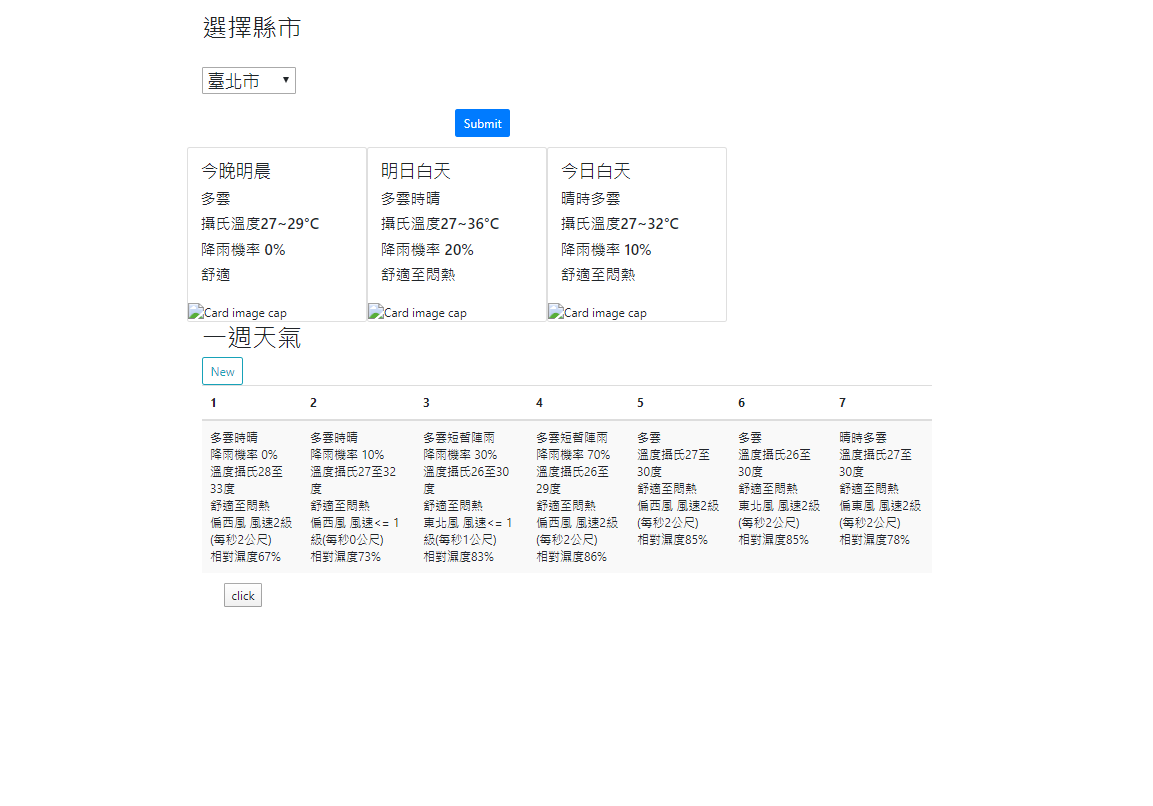 選擇縣市
臺北市
Submit
今晚明晨
多雲
攝氏溫度27~29°C
降雨機率 0%
舒適
Card image cap
明日白天
多雲時晴
攝氏溫度27~36°C
降雨機率 20%
舒適至悶熱
Card image cap
今日白天
晴時多雲
攝氏溫度27~32°C
降雨機率 10%
舒適至悶熱
Card image cap
一週天氣
New
1 2 3 4 5 6 7
多雲時晴
降雨機率 0%
溫度攝氏28至
33度
舒適至悶熱
偏西風 風速2級
(每秒2公尺)
相對濕度67%
多雲時晴
降雨機率 10%
溫度攝氏27至32
度
舒適至悶熱
偏西風 風速<= 1
級(每秒0公尺)
相對濕度73%
多雲短暫陣雨
降雨機率 30%
溫度攝氏26至30
度
舒適至悶熱
東北風 風速<= 1
級(每秒1公尺)
相對濕度83%
多雲短暫陣雨
降雨機率 70%
溫度攝氏26至
29度
舒適至悶熱
偏西風 風速2級
(每秒2公尺)
相對濕度86%
多雲
溫度攝氏27至
30度
舒適至悶熱
偏西風 風速2級
(每秒2公尺)
相對濕度85%
多雲
溫度攝氏26至
30度
舒適至悶熱
東北風 風速2級
(每秒2公尺)
相對濕度85%
晴時多雲
溫度攝氏27至
30度
舒適至悶熱
偏東風 風速2級
(每秒2公尺)
相對濕度78%
click